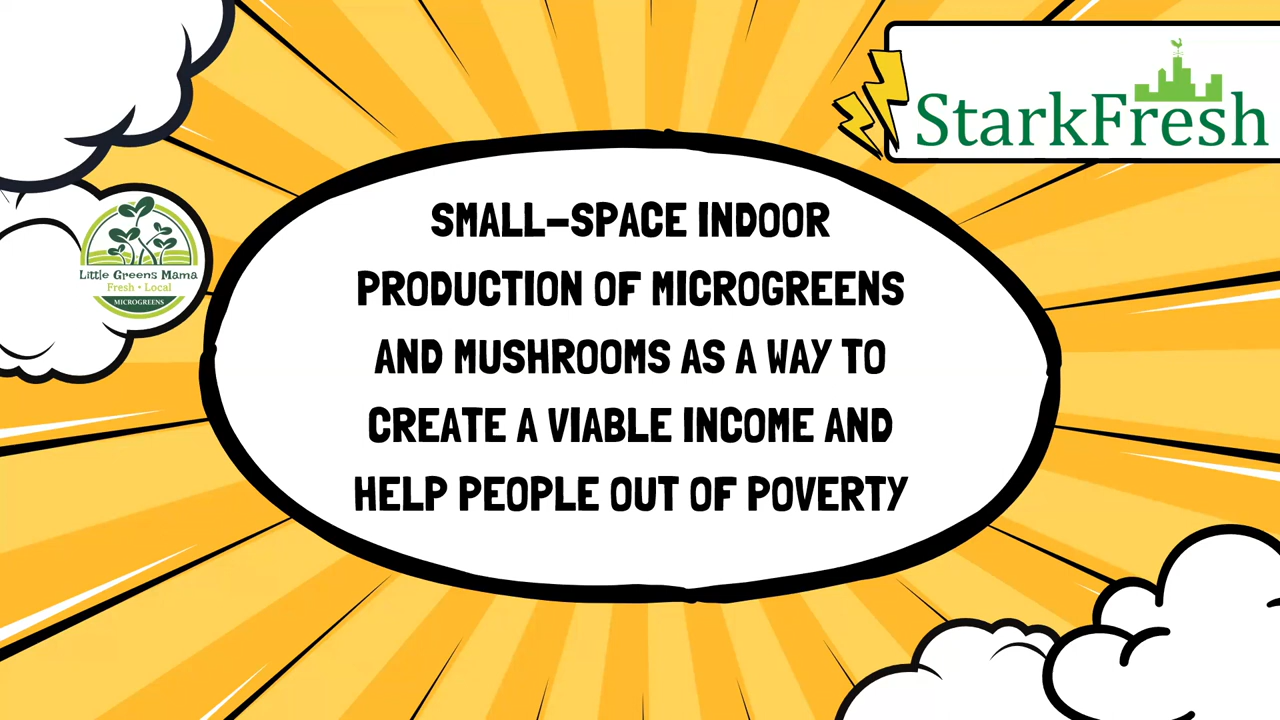 StarkFresh
SMALL-SPACE INDOOR
PRODUCTION OF MICROGREENS
AND MUSHROOMS AS A WAY TO
CREATE A VIABLE INCOME AND
HELP PEOPLE OUT OF POVERTY
Little Greens Mama
Fresh • Local
MICROGREENS